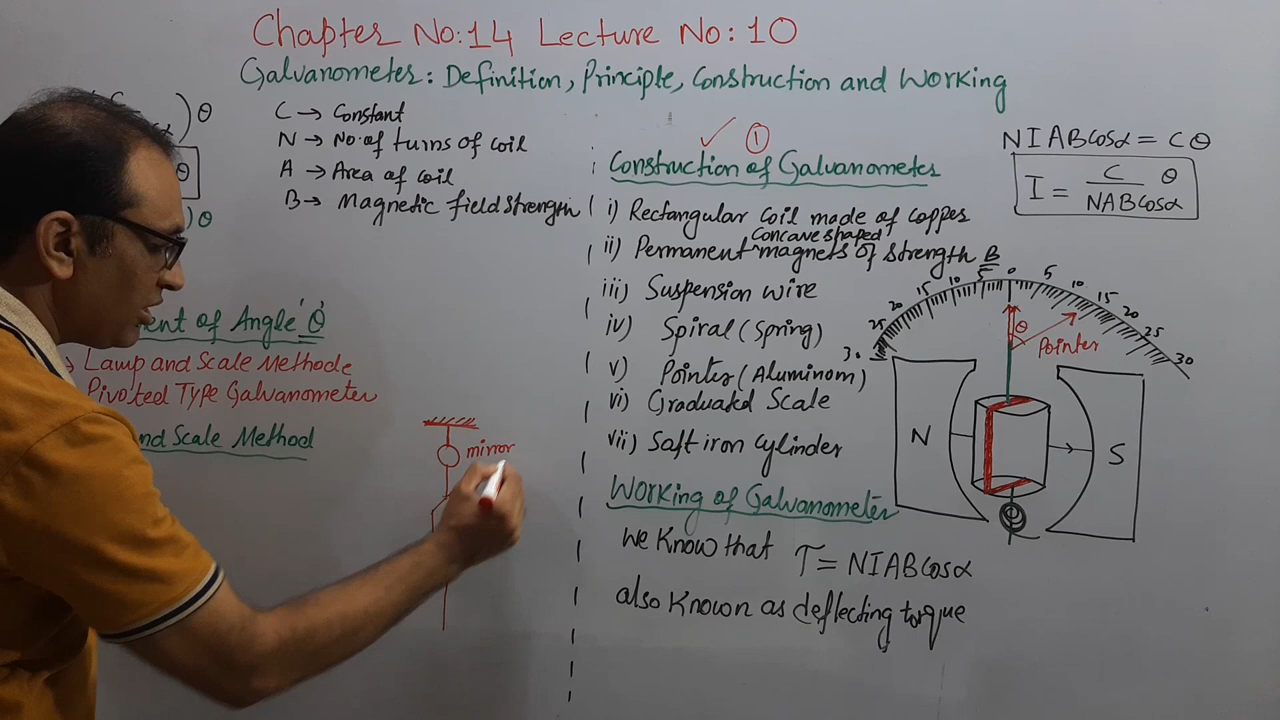 Chapter No:14 Lecture No:10
Galvanometer: Definition, Principle, Construction and Working
) θ
θ
) θ
C → Constant
N → No.of turns of coil
A → Area of coil
B → Magnetic field strength
of Angle 'θ'
Lamp and Scale Methode
Pivoted Type Galvanometer
and Scale Method
mirror
✓ 1
Construction of Galvanometer
i) Rectangular coil made of copper
concave shaped
ii) Permanent ^magnets of strength B
iii) Suspension wire
iv) Spiral (Spring)
v) Pointer (Aluminom)
vi) Graduated Scale
vii) Soft iron cylinder
Working of Galvanometer
We Know that τ = NIABCosα
also Known as deflecting torque
NIABCosα = Cθ
I = C/NABCosα θ
30 25 20 15 10 5 0 5 10 15 20 25 30
θ
Pointer
N
S